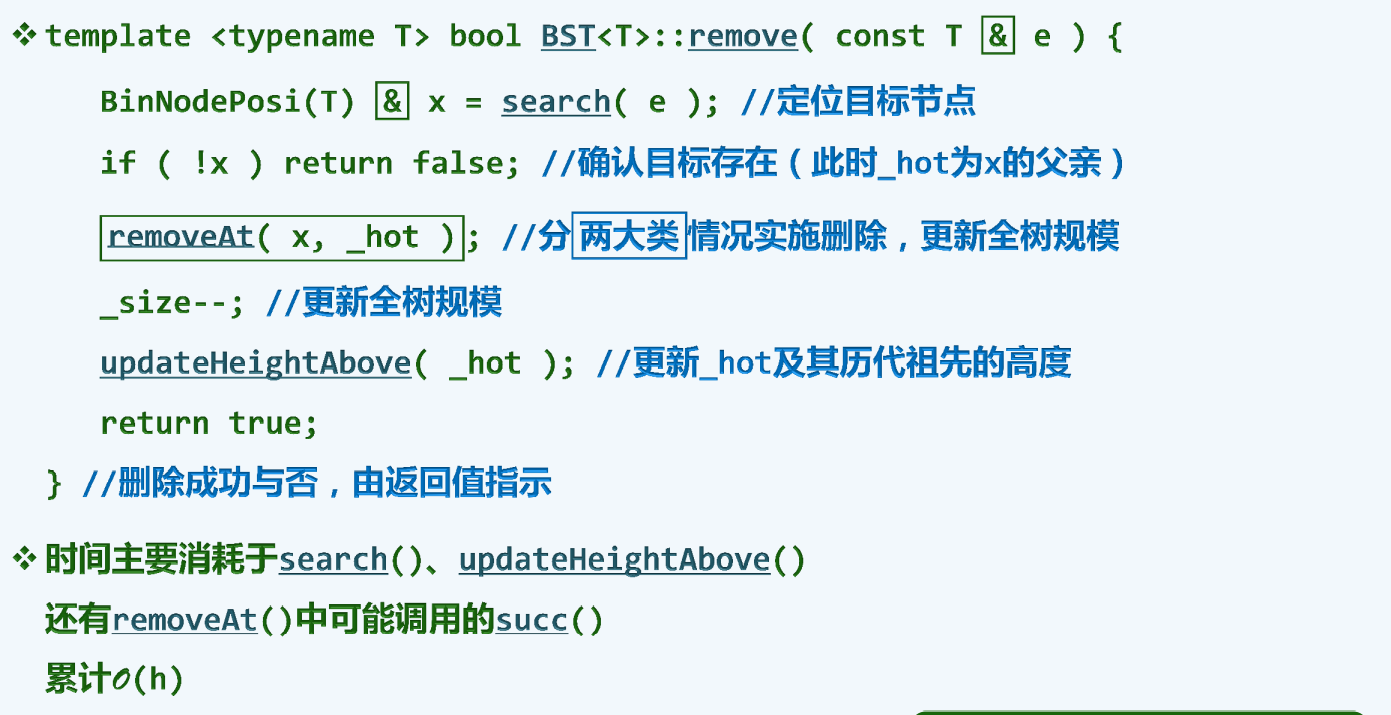 ❖ template <typename T> bool BST<T>::remove( const T & e ) {
BinNodePosi(T) & x = search( e ); //定位目标节点
if ( !x ) return false; //确认目标存在（此时_hot为x的父亲）
removeAt( x, _hot ); //分两大类情况实施删除，更新全树规模
_size--; //更新全树规模
updateHeightAbove( _hot ); //更新_hot及其历代祖先的高度
return true;
} //删除成功与否，由返回值指示
❖ 时间主要消耗于search()、updateHeightAbove()
还有removeAt()中可能调用的succ()
累计𝒪(h)